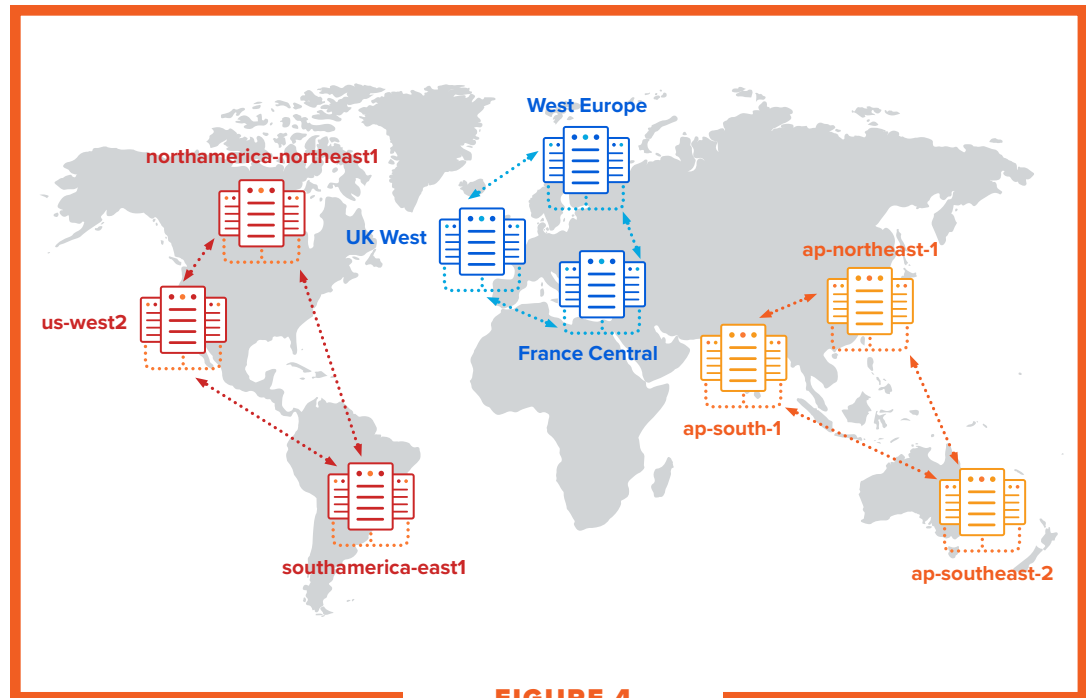 West Europe
northamerica-northeast1
UK West
ap-northeast-1
us-west2
France Central
ap-south-1
southamerica-east1
ap-southeast-2
FIGURE 4